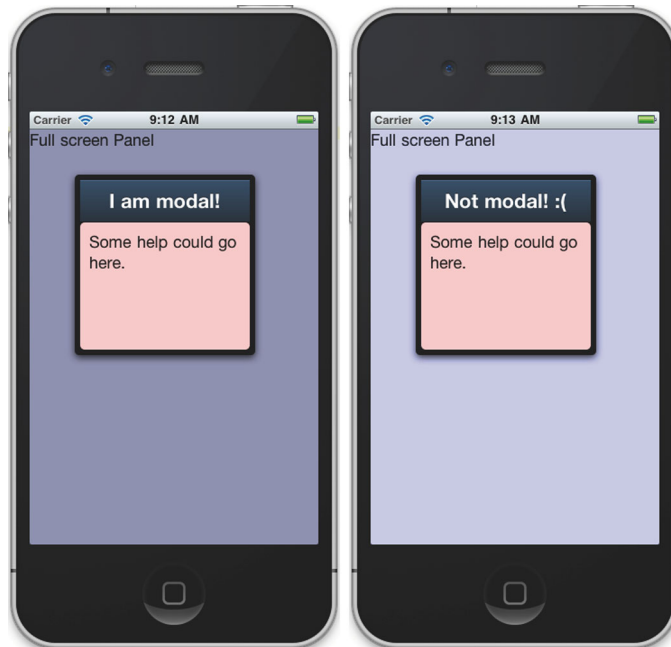 Carrier 9:12 AM
Full screen Panel
I am modal!
Some help could go
here.
Carrier 9:13 AM
Full screen Panel
Not modal! :(
Some help could go
here.